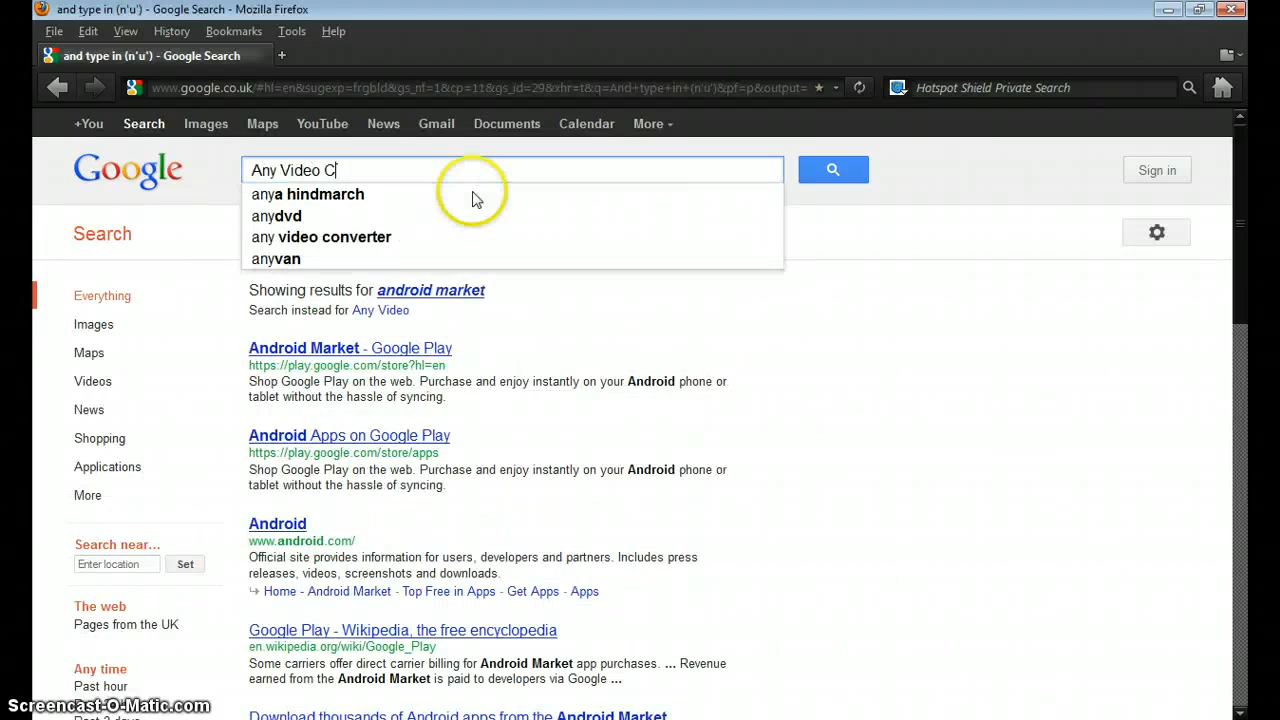 and type in (n'u') - Google Search - Mozilla Firefox
File Edit View History Bookmarks Tools Help
and type in (n'u') - Google Search +
www.google.co.uk/#hl=en&sugexp=frgbld&gs_nf=1&cp=11&gs_id=29&xhr=t&q=And+type+in+(n'u')&pf=p&output= Hotspot Shield Private Search
+You Search Images Maps YouTube News Gmail Documents Calendar More
Google Any Video C Sign in
anya hindmarch
anydvd
any video converter
anyvan
Search
Showing results for android market
Search instead for Any Video
Everything
Images
Maps
Videos
News
Shopping
Applications
More
Search near...
Enter location Set
The web
Pages from the UK
Any time
Past hour
Android Market - Google Play
https://play.google.com/store?hl=en
Shop Google Play on the web. Purchase and enjoy instantly on your Android phone or
tablet without the hassle of syncing.
Android Apps on Google Play
https://play.google.com/store/apps
Shop Google Play on the web. Purchase and enjoy instantly on your Android phone or
tablet without the hassle of syncing.
Android
www.android.com/
Official site provides information for users, developers and partners. Includes press
releases, videos, screenshots and downloads.
Home - Android Market - Top Free in Apps - Get Apps - Apps
Google Play - Wikipedia, the free encyclopedia
en.wikipedia.org/wiki/Google_Play
Some carriers offer direct carrier billing for Android Market app purchases. ... Revenue
earned from the Android Market is paid to developers via Google ...
Download thousands of Android apps from the Android Market
Screencast-O-Matic.com